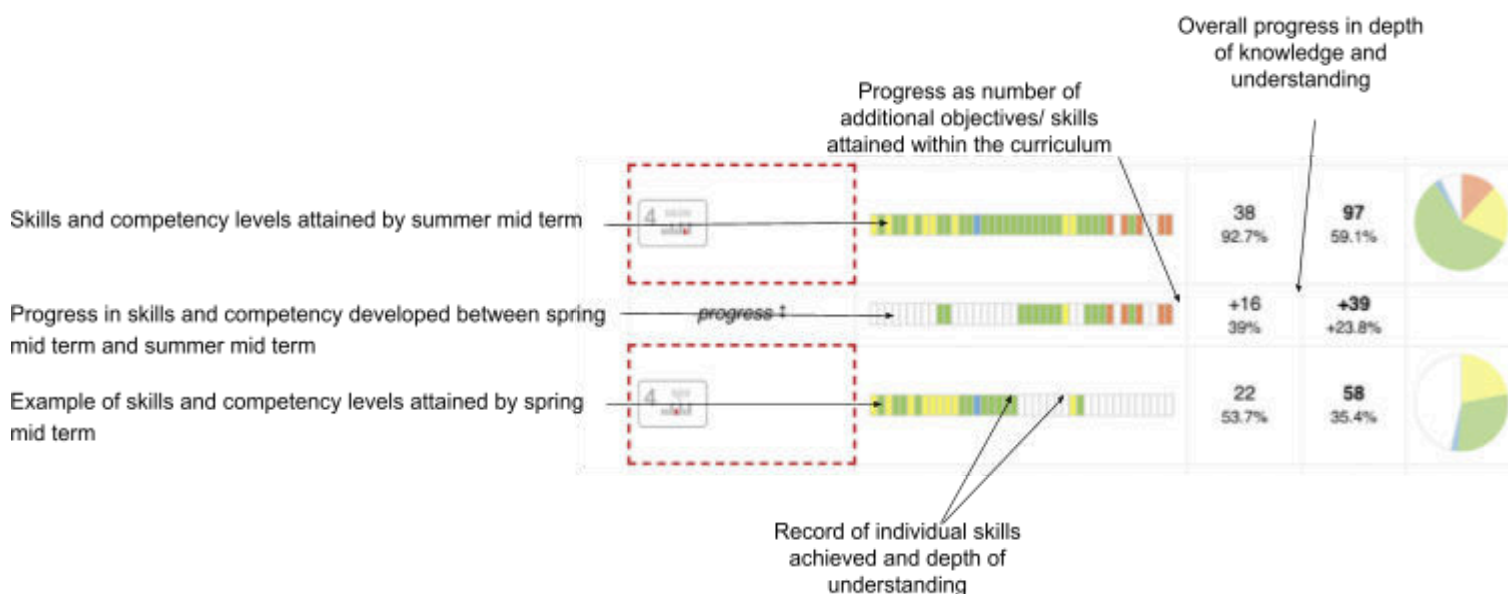 Overall progress in depth
of knowledge and
understanding
Progress as number of
additional objectives/ skills
attained within the curriculum
Skills and competency levels attained by summer mid term
4
38
92.7%
97
59.1%
Progress in skills and competency developed between spring
mid term and summer mid term
progress
+16
39%
+39
+23.8%
Example of skills and competency levels attained by spring
mid term
4
22
53.7%
58
35.4%
Record of individual skills
achieved and depth of
understanding